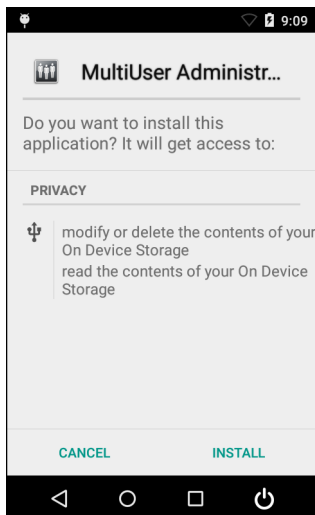 9:09
MultiUser Administr...
Do you want to install this
application? It will get access to:
PRIVACY
modify or delete the contents of your
On Device Storage
read the contents of your On Device
Storage
CANCEL INSTALL